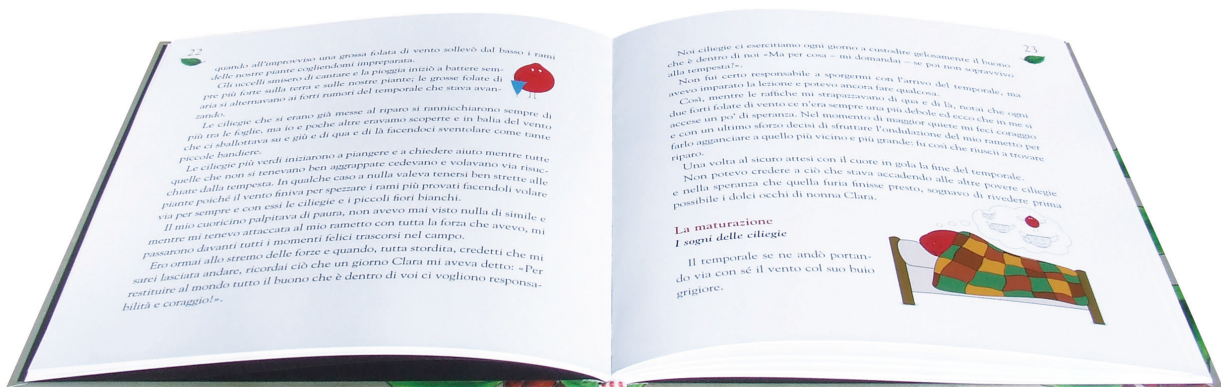 22
quando all'improvviso una grossa folata di vento sollevò dal basso i rami
delle nostre piante cogliendomi impreparata.
Gli uccelli smisero di cantare e la pioggia iniziò a battere sem-
pre più forte sulla terra e sulle nostre piante; le grosse folate di
aria si alternavano ai forti rumori del temporale che stava avan-
zando.
Le ciliegie che si erano già messe al riparo si rannicchiarono sempre di
più tra le foglie, ma io e poche altre eravamo scoperte e in balia del vento
che ci sballottava su e giù e di qua e di là facendoci sventolare come tante
piccole bandiere.
Le ciliegie più verdi iniziarono a piangere e a chiedere aiuto mentre tutte
quelle che non si tenevano ben aggrappate cedevano e volavano via risuc-
chiate dalla tempesta. In qualche caso a nulla valeva tenersi ben strette alle
piante poiché il vento finiva per spezzare i rami più provati facendoli volare
via per sempre e con essi le ciliegie e i piccoli fiori bianchi.
Il mio cuoricino palpitava di paura, non avevo mai visto nulla di simile e
mentre mi tenevo attaccata al mio rametto con tutta la forza che avevo, mi
passarono davanti tutti i momenti felici trascorsi nel campo.
Ero ormai allo stremo delle forze e quando, tutta stordita, credetti che mi
sarei lasciata andare, ricordai ciò che un giorno Clara mi aveva detto: «Per
restituire al mondo tutto il buono che è dentro di voi ci vogliono responsa-
bilità e coraggio!».
23
Noi ciliegie ci esercitiamo ogni giorno a custodire gelosamente il buono
che è dentro di noi «Ma per cosa – mi domandai – se poi non sopravvivo
alla tempesta?».
Non fui certo responsabile a sporgermi con l'arrivo del temporale, ma
avevo imparato la lezione e potevo ancora fare qualcosa.
Così, mentre le raffiche mi strapazzavano di qua e di là, notai che ogni
due forti folate di vento ce n'era sempre una più debole ed ecco che in me si
accese un po' di speranza. Nel momento di maggior quiete mi feci coraggio
e con un ultimo sforzo decisi di sfruttare l'ondulazione del mio rametto per
farlo agganciare a quello più vicino e più grande: fu così che riuscii a trovare
riparo.
Una volta al sicuro attesi con il cuore in gola la fine del temporale.
Non potevo credere a ciò che stava accadendo alle altre povere ciliegie
e nella speranza che quella furia finisse presto, sognavo di rivedere prima
possibile i dolci occhi di nonna Clara.
La maturazione
I sogni delle ciliegie
Il temporale se ne andò portan-
do via con sé il vento col suo buio
grigiore.